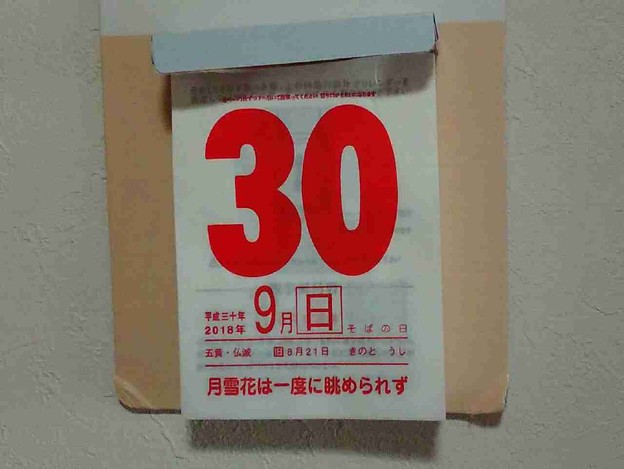 30
平成三十年
2018年 9月 日 そばの日
五黄・仏滅 旧8月21日 きのと うし
月雪花は一度に眺められず